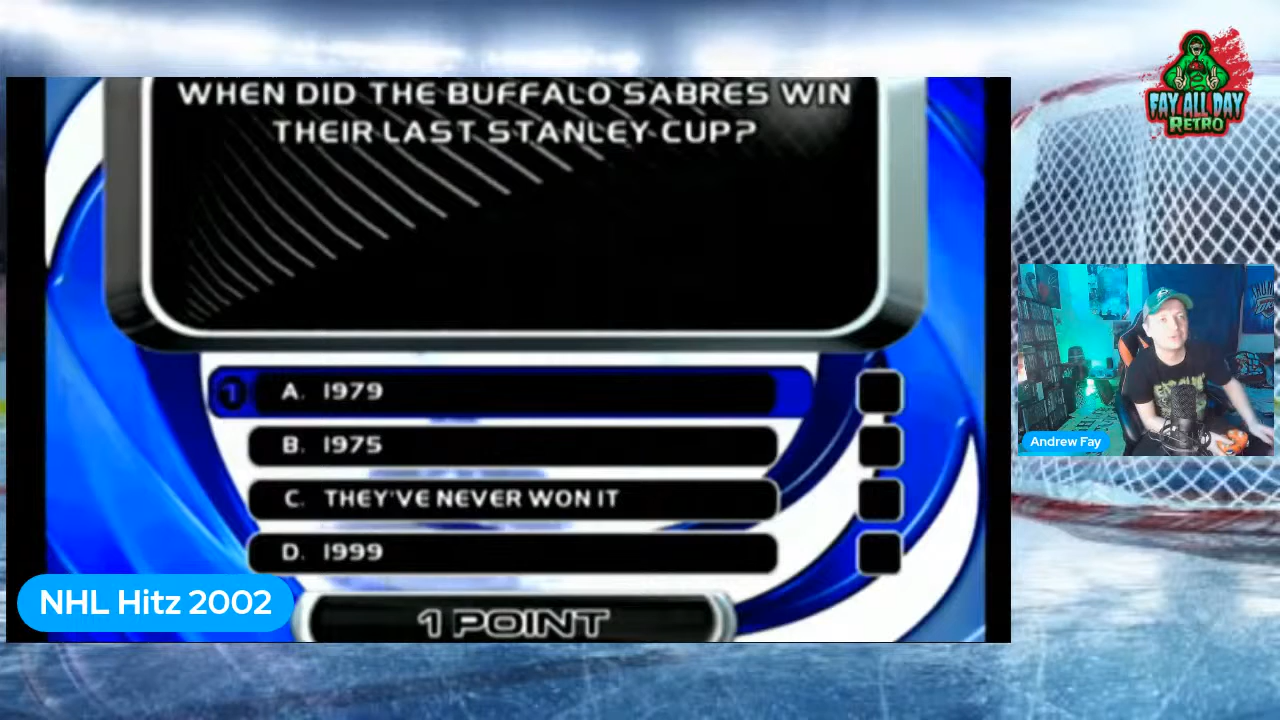 WHEN DID THE BUFFALO SABRES WIN
THEIR LAST STANLEY CUP?
1 A. 1979
B. 1975
C. THEY'VE NEVER WON IT
D. 1999
1 POINT
NHL Hitz 2002
FAY ALL DAY
RETRO
Andrew Fay